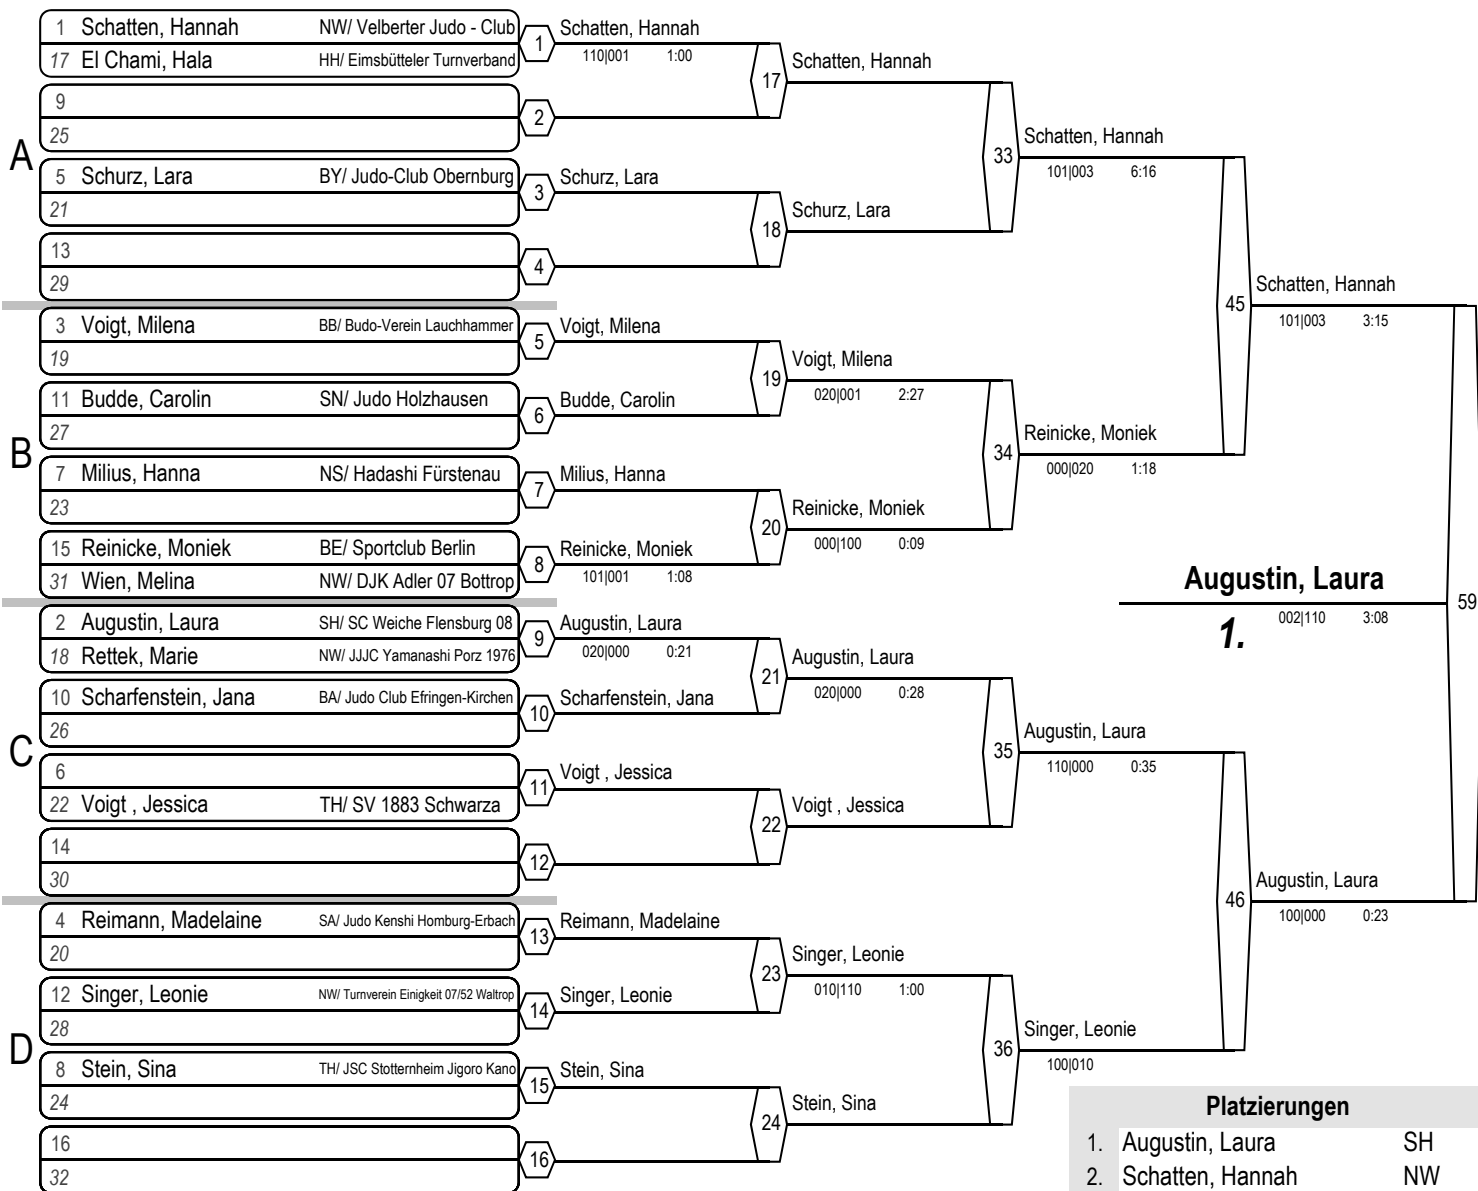 A
1 Schatten, Hannah NW/ Velberter Judo - Club
17 El Chami, Hala HH/ Eimsbütteler Turnverband
1
Schatten, Hannah
110|001 1:00
9
25
2
17
Schatten, Hannah
5 Schurz, Lara BY/ Judo-Club Obernburg
21
3
Schurz, Lara
13
29
4
18
Schurz, Lara
33
Schatten, Hannah
101|003 6:16
B
3 Voigt, Milena BB/ Budo-Verein Lauchhammer
19
5
Voigt, Milena
11 Budde, Carolin SN/ Judo Holzhausen
27
6
Budde, Carolin
19
Voigt, Milena
020|001 2:27
7 Milius, Hanna NS/ Hadashi Fürstenau
23
7
Milius, Hanna
15 Reinicke, Moniek BE/ Sportclub Berlin
31 Wien, Melina NW/ DJK Adler 07 Bottrop
8
Reinicke, Moniek
101|001 1:08
20
Reinicke, Moniek
000|100 0:09
34
Reinicke, Moniek
000|020 1:18
45
Schatten, Hannah
101|003 3:15
C
2 Augustin, Laura SH/ SC Weiche Flensburg 08
18 Rettek, Marie NW/ JJJC Yamanashi Porz 1976
9
Augustin, Laura
020|000 0:21
10 Scharfenstein, Jana BA/ Judo Club Efringen-Kirchen
26
10
Scharfenstein, Jana
21
Augustin, Laura
020|000 0:28
6
22 Voigt , Jessica TH/ SV 1883 Schwarza
11
Voigt , Jessica
14
30
12
22
Voigt , Jessica
35
Augustin, Laura
110|000 0:35
D
4 Reimann, Madelaine SA/ Judo Kenshi Homburg-Erbach
20
13
Reimann, Madelaine
12 Singer, Leonie NW/ Turnverein Einigkeit 07/52 Waltrop
28
14
Singer, Leonie
23
Singer, Leonie
010|110 1:00
8 Stein, Sina TH/ JSC Stotternheim Jigoro Kano
24
15
Stein, Sina
16
32
16
24
Stein, Sina
36
Singer, Leonie
100|010
46
Augustin, Laura
100|000 0:23
59
Augustin, Laura
002|110 3:08
1.
Platzierungen
1. Augustin, Laura SH
2. Schatten, Hannah NW